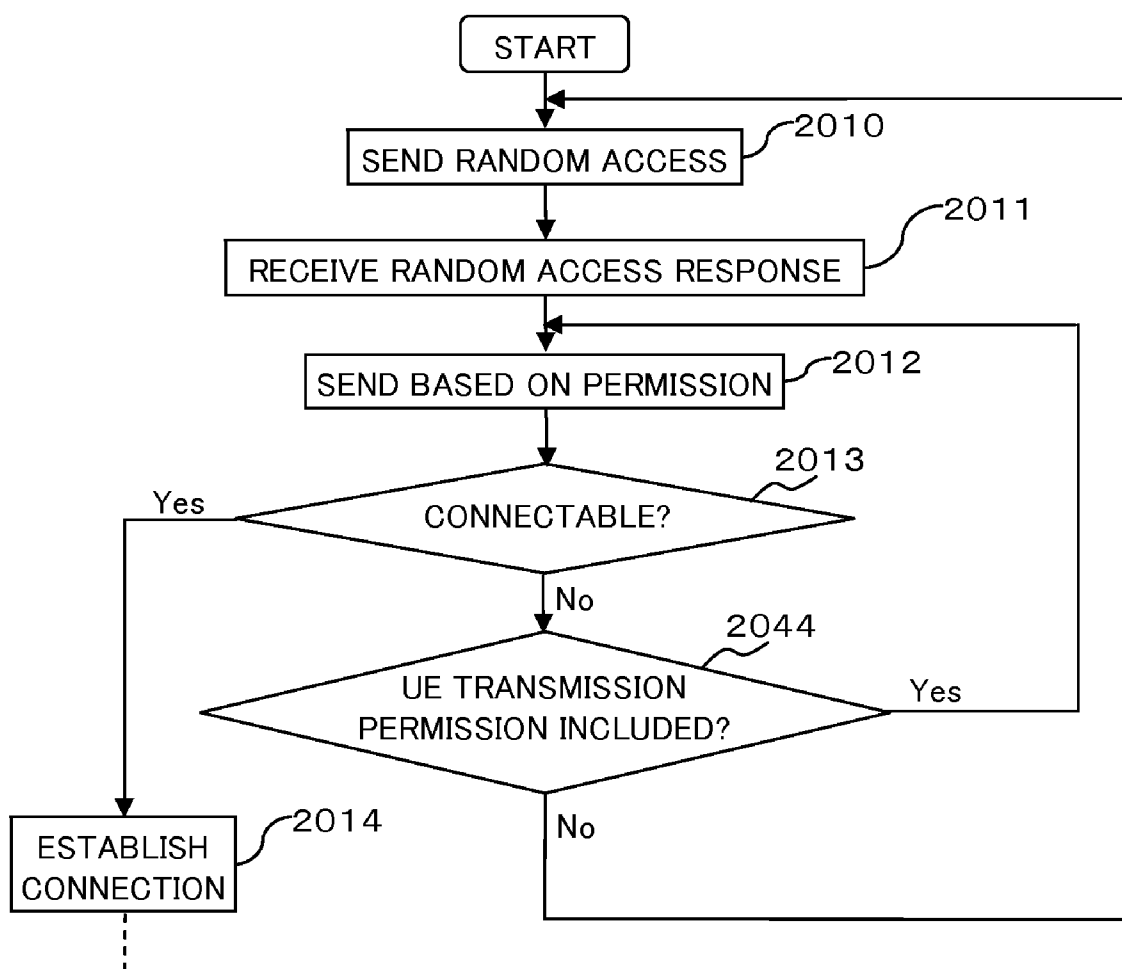 START
2010
SEND RANDOM ACCESS
2011
RECEIVE RANDOM ACCESS RESPONSE
2012
SEND BASED ON PERMISSION
2013
Yes
CONNECTABLE?
No
2044
UE TRANSMISSION
PERMISSION INCLUDED?
Yes
2014
No
ESTABLISH
CONNECTION